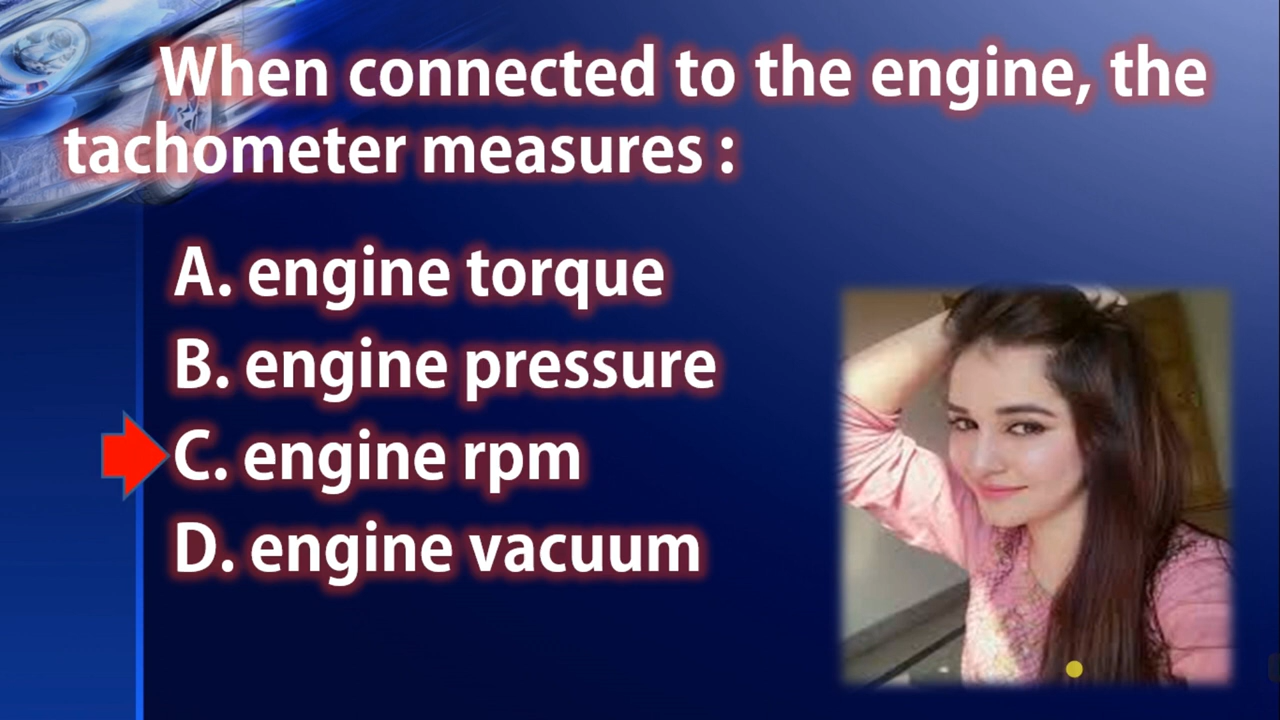 When connected to the engine, the
tachometer measures :
A. engine torque
B. engine pressure
C. engine rpm
D. engine vacuum